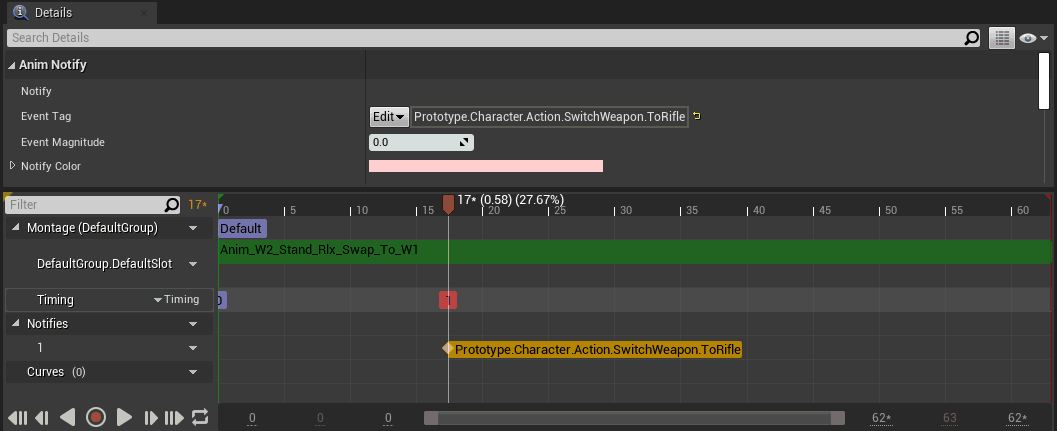 Details
Search Details
Anim Notify
Notify
Event Tag Edit Prototype.Character.Action.SwitchWeapon.ToRifle
Event Magnitude 0.0
Notify Color
Filter 17* 17* (0.58) (27.67%)
0 5 10 15 20 25 30 35 40 45 50 55 60
Montage (DefaultGroup) Default
Anim_W2_Stand_Rlx_Swap_To_W1
DefaultGroup.DefaultSlot
Timing Timing 0 1
Notifies
1 Prototype.Character.Action.SwitchWeapon.ToRifle
Curves (0)
0 0 0 62* 63 62*